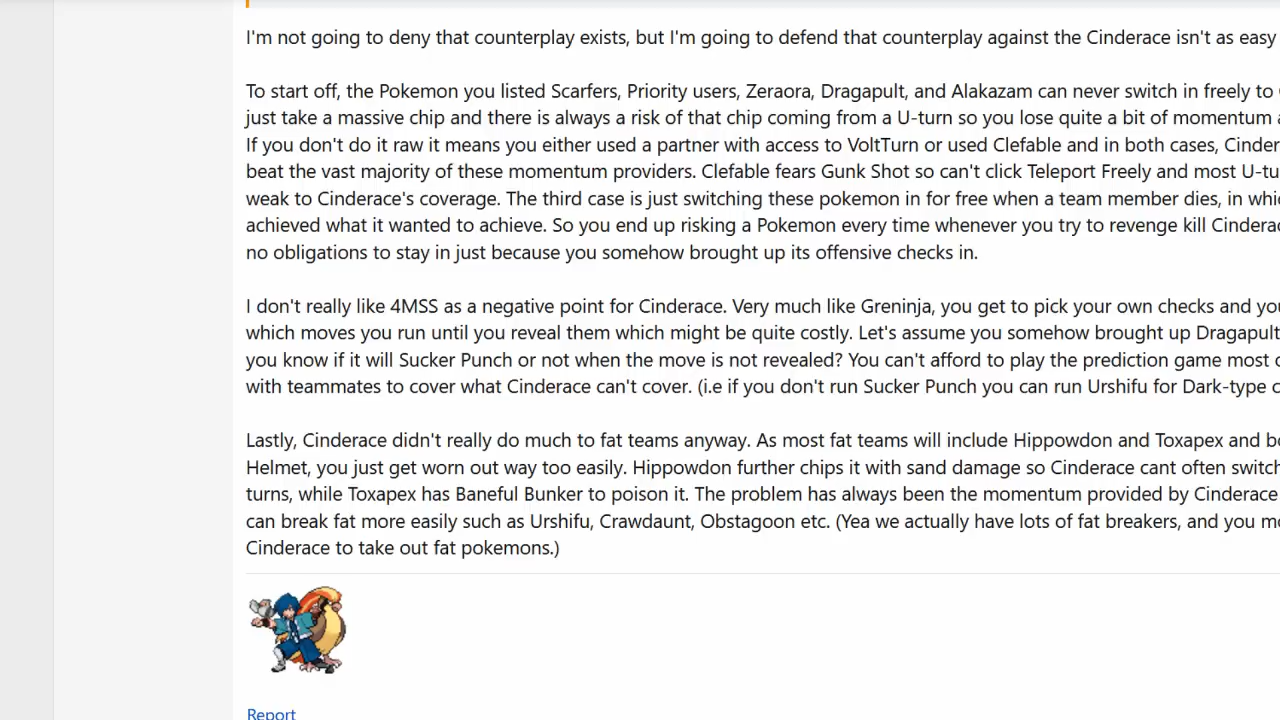 I'm not going to deny that counterplay exists, but I'm going to defend that counterplay against the Cinderace isn't as easy
To start off, the Pokemon you listed Scarfers, Priority users, Zeraora, Dragapult, and Alakazam can never switch in freely to
just take a massive chip and there is always a risk of that chip coming from a U-turn so you lose quite a bit of momentum
If you don't do it raw it means you either used a partner with access to VoltTurn or used Clefable and in both cases, Cinder
beat the vast majority of these momentum providers. Clefable fears Gunk Shot so can't click Teleport Freely and most U-tu
weak to Cinderace's coverage. The third case is just switching these pokemon in for free when a team member dies, in whic
achieved what it wanted to achieve. So you end up risking a Pokemon every time whenever you try to revenge kill Cinderac
no obligations to stay in just because you somehow brought up its offensive checks in.
I don't really like 4MSS as a negative point for Cinderace. Very much like Greninja, you get to pick your own checks and you
which moves you run until you reveal them which might be quite costly. Let's assume you somehow brought up Dragapult
you know if it will Sucker Punch or not when the move is not revealed? You can't afford to play the prediction game most
with teammates to cover what Cinderace can't cover. (i.e if you don't run Sucker Punch you can run Urshifu for Dark-type
Lastly, Cinderace didn't really do much to fat teams anyway. As most fat teams will include Hippowdon and Toxapex and bo
Helmet, you just get worn out way too easily. Hippowdon further chips it with sand damage so Cinderace cant often switch
turns, while Toxapex has Baneful Bunker to poison it. The problem has always been the momentum provided by Cinderace
can break fat more easily such as Urshifu, Crawdaunt, Obstagoon etc. (Yea we actually have lots of fat breakers, and you mo
Cinderace to take out fat pokemons.)
Report